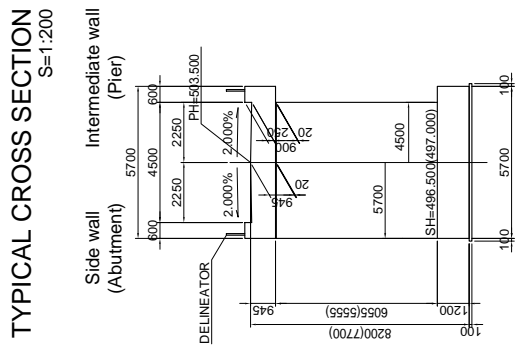 TYPICAL CROSS SECTION
S=1:200
Side wall
(Abutment)
Intermediate wall
(Pier)
5700
600
4500
600
2250
2250
DELINEATOR
PH=503.500
2.000%
2.000%
945
20
900
250
20
945
5700
4500
6055(5555)
8200(7700)
SH=496.500(497.000)
1200
100
100
5700
100